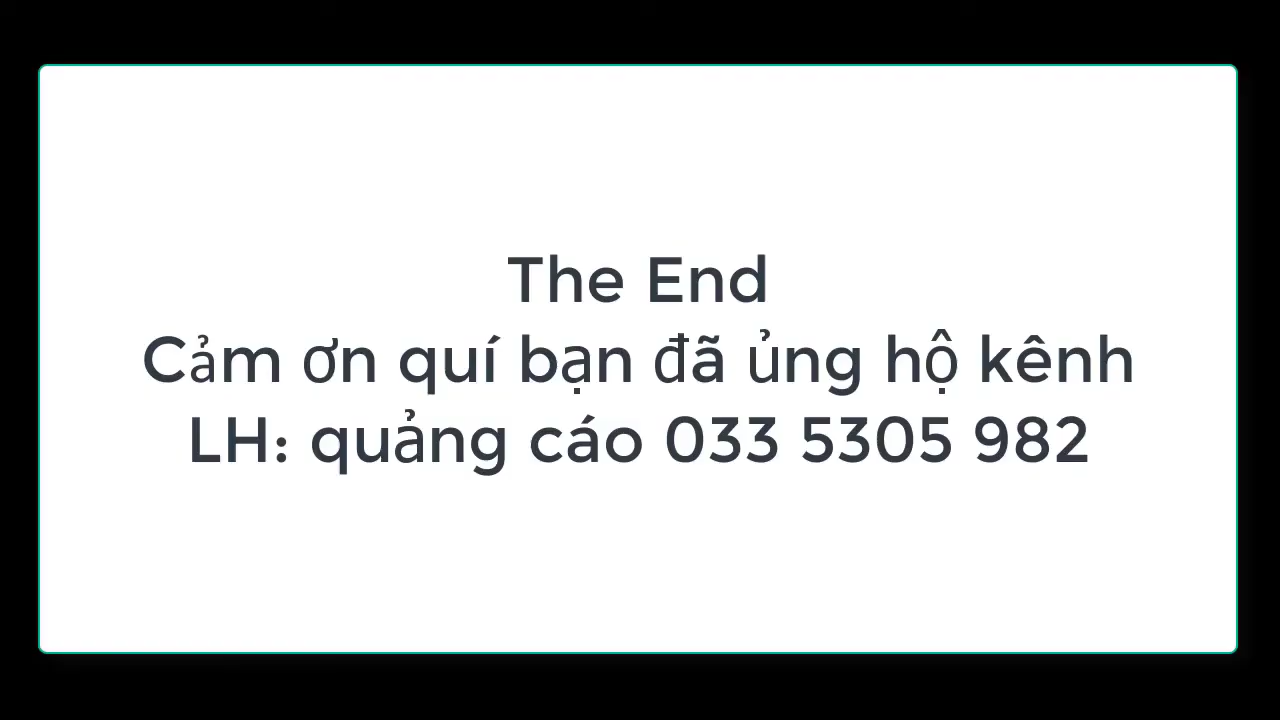 The End
Cảm ơn quí bạn đã ủng hộ kênh
LH: quảng cáo 033 5305 982